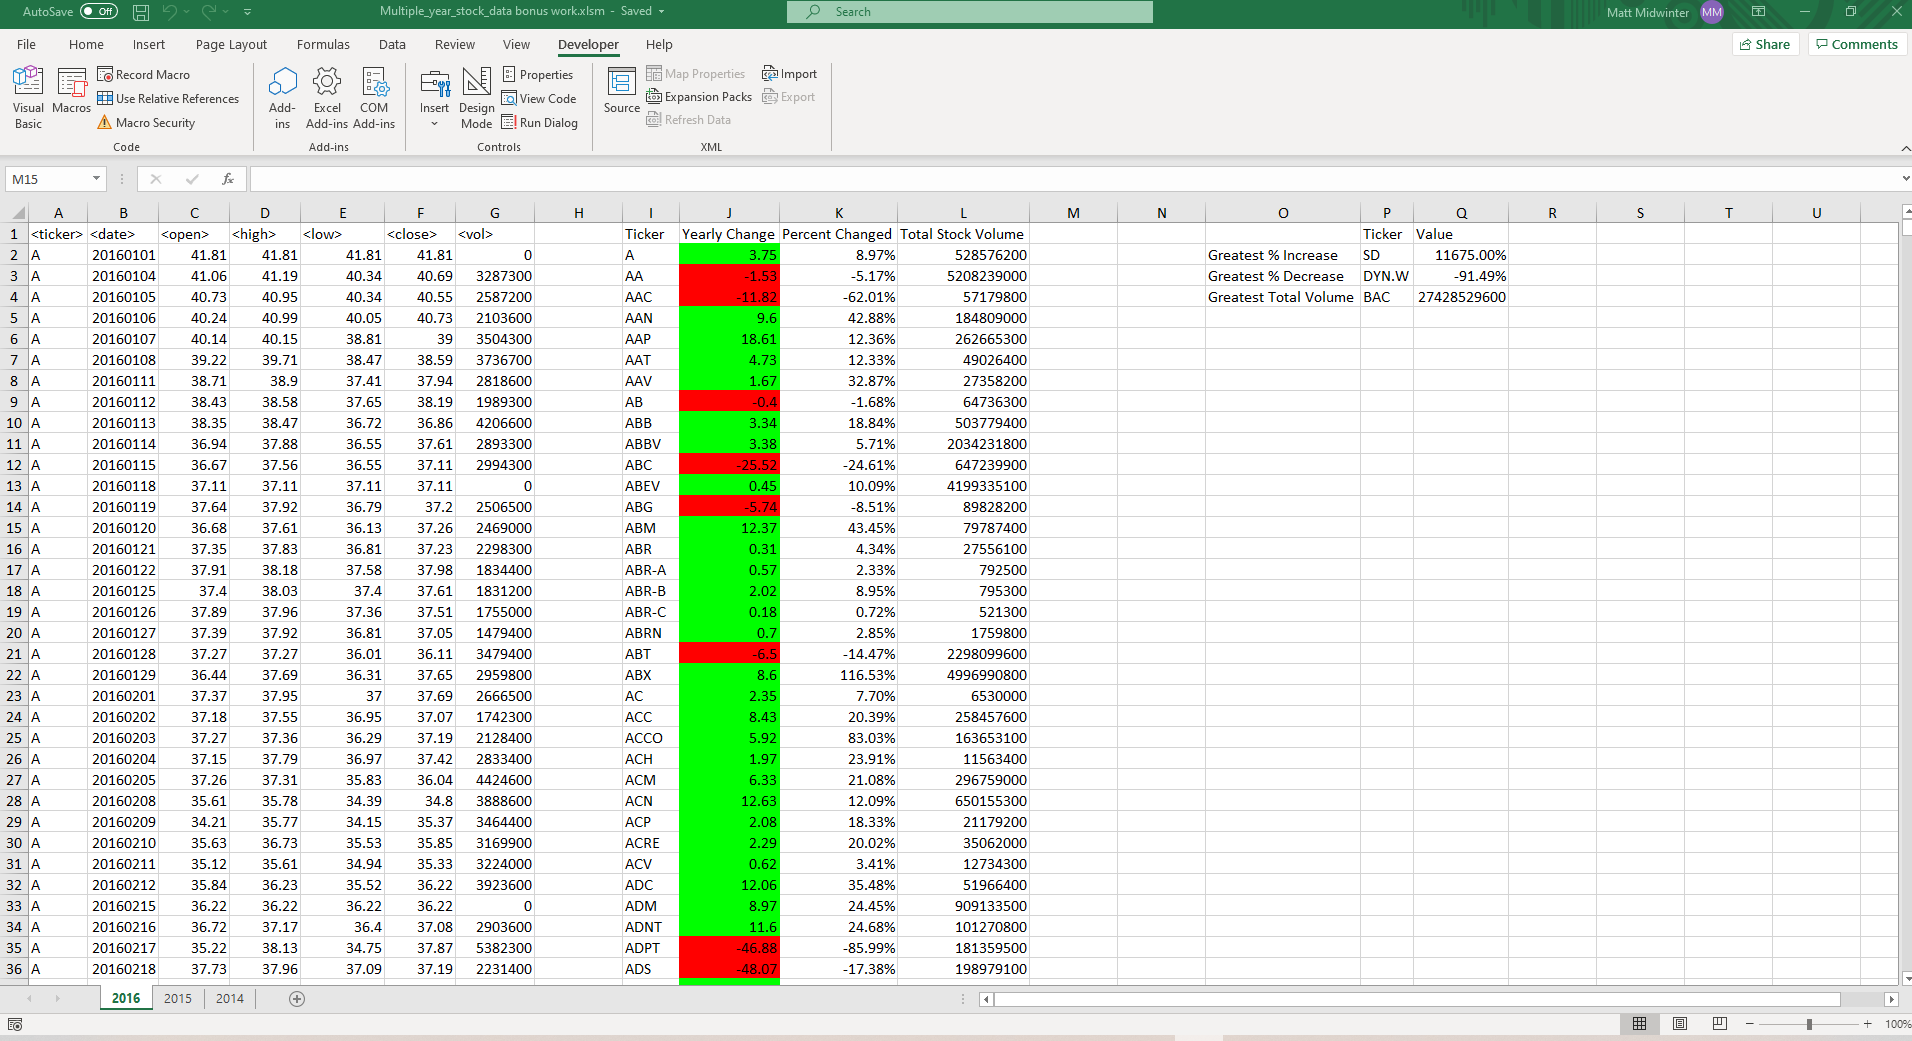 AutoSave Off Multiple_year_stock_data bonus work.xlsm - Saved Search Matt Midwinter MM
File Home Insert Page Layout Formulas Data Review View Developer Help Share Comments
Visual Basic Macros Record Macro Use Relative References Macro Security Code
Add-ins Excel Add-ins COM Add-ins Add-ins
Insert Design Mode Properties View Code Run Dialog Controls
Source Map Properties Expansion Packs Refresh Data Import Export XML
M15 fx
A B C D E F G H I J K L M N O P Q R S T U
1 <ticker> <date> <open> <high> <low> <close> <vol> Ticker Yearly Change Percent Changed Total Stock Volume Ticker Value
2 A 20160101 41.81 41.81 41.81 41.81 0 A 3.75 8.97% 528576200 Greatest % Increase SD 11675.00%
3 A 20160104 41.06 41.19 40.34 40.69 3287300 AA -1.53 -5.17% 5208239000 Greatest % Decrease DYN.W -91.49%
4 A 20160105 40.73 40.95 40.34 40.55 2587200 AAC -11.82 -62.01% 57179800 Greatest Total Volume BAC 27428529600
5 A 20160106 40.24 40.99 40.05 40.73 2103600 AAN 9.6 42.88% 184809000
6 A 20160107 40.14 40.15 38.81 39 3504300 AAP 18.61 12.36% 262665300
7 A 20160108 39.22 39.71 38.47 38.59 3736700 AAT 4.73 12.33% 49026400
8 A 20160111 38.71 38.9 37.41 37.94 2818600 AAV 1.67 32.87% 27358200
9 A 20160112 38.43 38.58 37.65 38.19 1989300 AB -0.4 -1.68% 64736300
10 A 20160113 38.35 38.47 36.72 36.86 4206600 ABB 3.34 18.84% 503779400
11 A 20160114 36.94 37.88 36.55 37.61 2893300 ABBV 3.38 5.71% 2034231800
12 A 20160115 36.67 37.56 36.55 37.11 2994300 ABC -25.52 -24.61% 647239900
13 A 20160118 37.11 37.11 37.11 37.11 0 ABEV 0.45 10.09% 4199335100
14 A 20160119 37.64 37.92 36.79 37.2 2506500 ABG -5.74 -8.51% 89828200
15 A 20160120 36.68 37.61 36.13 37.26 2469000 ABM 12.37 43.45% 79787400
16 A 20160121 37.35 37.83 36.81 37.23 2298300 ABR 0.31 4.34% 27556100
17 A 20160122 37.91 38.18 37.58 37.98 1834400 ABR-A 0.57 2.33% 792500
18 A 20160125 37.4 38.03 37.4 37.61 1831200 ABR-B 2.02 8.95% 795300
19 A 20160126 37.89 37.96 37.36 37.51 1755000 ABR-C 0.18 0.72% 521300
20 A 20160127 37.39 37.92 36.81 37.05 1479400 ABRN 0.7 2.85% 1759800
21 A 20160128 37.27 37.27 36.01 36.11 3479400 ABT -6.5 -14.47% 2298099600
22 A 20160129 36.44 37.69 36.31 37.65 2959800 ABX 8.6 116.53% 4996990800
23 A 20160201 37.37 37.95 37 37.69 2666500 AC 2.35 7.70% 6530000
24 A 20160202 37.18 37.55 36.95 37.07 1742300 ACC 8.43 20.39% 258457600
25 A 20160203 37.27 37.36 36.29 37.19 2128400 ACCO 5.92 83.03% 163653100
26 A 20160204 37.15 37.79 36.97 37.42 2833400 ACH 1.97 23.91% 11563400
27 A 20160205 37.26 37.31 35.83 36.04 4424600 ACM 6.33 21.08% 296759000
28 A 20160208 35.61 35.78 34.39 34.8 3888600 ACN 12.63 12.09% 650155300
29 A 20160209 34.21 35.77 34.15 35.37 3464400 ACP 2.08 18.33% 21179200
30 A 20160210 35.63 36.73 35.53 35.85 3169900 ACRE 2.29 20.02% 35062000
31 A 20160211 35.12 35.61 34.94 35.33 3224000 ACV 0.62 3.41% 12734300
32 A 20160212 35.84 36.23 35.52 36.22 3923600 ADC 12.06 35.48% 51966400
33 A 20160215 36.22 36.22 36.22 36.22 0 ADM 8.97 24.45% 909133500
34 A 20160216 36.72 37.17 36.4 37.08 2903600 ADNT 11.6 24.68% 101270800
35 A 20160217 35.22 38.13 34.75 37.87 5382300 ADPT -46.88 -85.99% 181359500
36 A 20160218 37.73 37.96 37.09 37.19 2231400 ADS -48.07 -17.38% 198979100
2016 2015 2014
100%